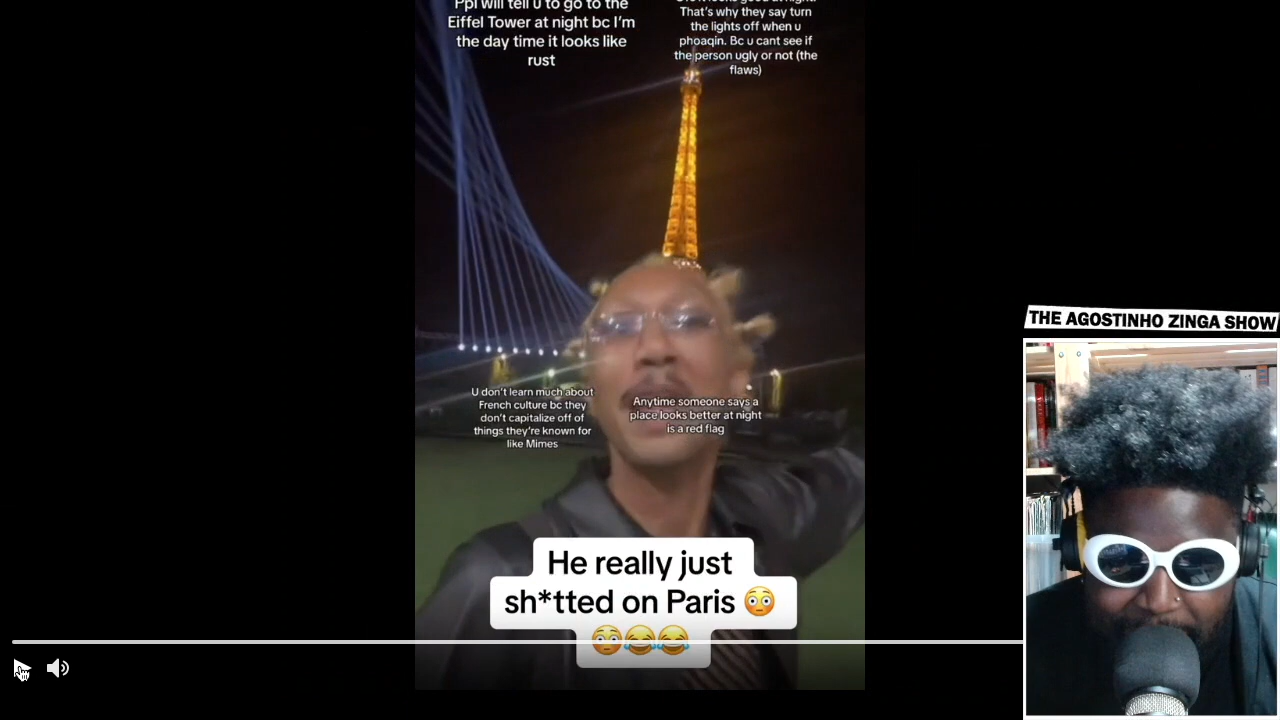 Ppl will tell u to go to the
Eiffel Tower at night bc I'm
the day time it looks like
rust
That's why they say turn
the lights off when u
phoaqin. Bc u cant see if
the person ugly or not (the
flaws)
THE AGOSTINHO ZINGA SHOW
U don't learn much about
French culture bc they
don't capitalize off of
things they're known for
like Mimes
Anytime someone says a
place looks better at night
is a red flag
He really just
sh*tted on Paris 😳
😳😂😂